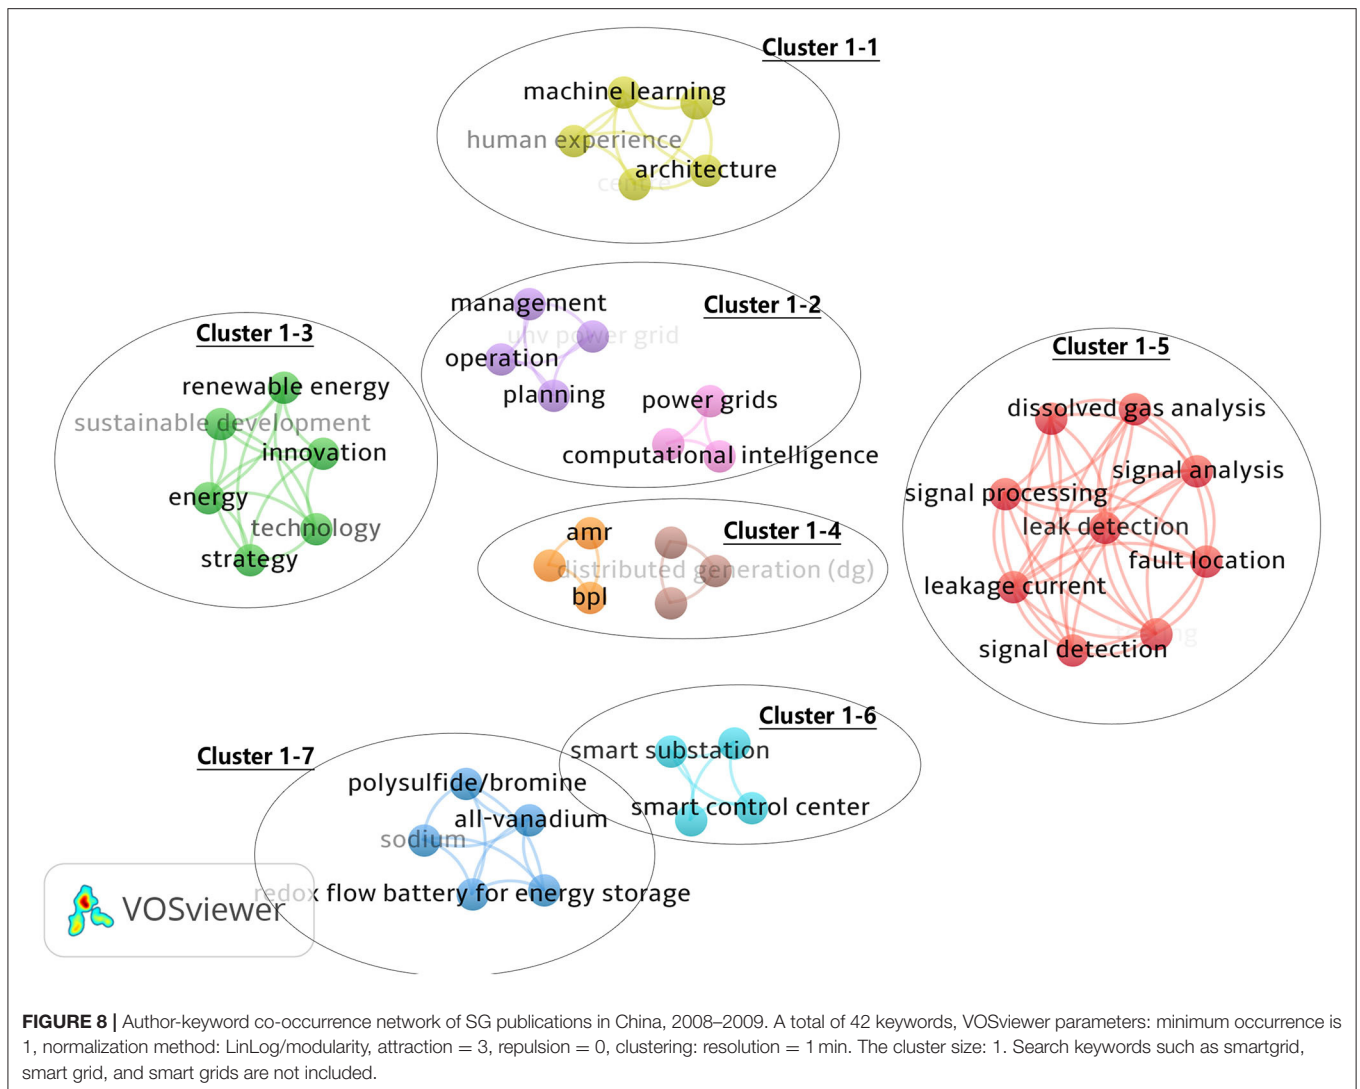 Cluster 1-1
machine learning
human experience
architecture
Cluster 1-2
management
uhv power grid
operation
planning
power grids
computational intelligence
Cluster 1-3
renewable energy
sustainable development
innovation
energy
technology
strategy
Cluster 1-4
amr
distributed generation (dg)
bpl
Cluster 1-5
dissolved gas analysis
signal analysis
signal processing
leak detection
fault location
leakage current
signal detection
Cluster 1-6
smart substation
smart control center
Cluster 1-7
polysulfide/bromine
all-vanadium
sodium
redox flow battery for energy storage
VOSviewer
FIGURE 8 | Author-keyword co-occurrence network of SG publications in China, 2008–2009. A total of 42 keywords, VOSviewer parameters: minimum occurrence is
1, normalization method: LinLog/modularity, attraction = 3, repulsion = 0, clustering: resolution = 1 min. The cluster size: 1. Search keywords such as smartgrid,
smart grid, and smart grids are not included.